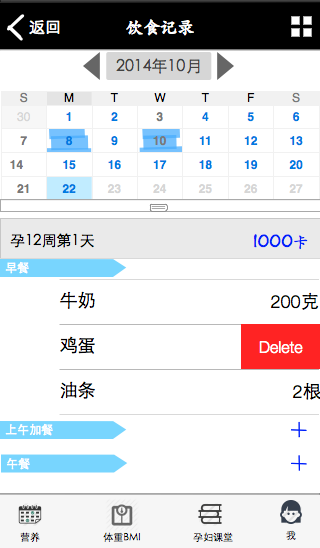 返回 饮食记录
2014年10月
S M T W T F S
30 1 2 3 4 5 6
7 8 9 10 11 12 13
14 15 16 17 18 19 20
21 22 23 24 25 26 27
孕12周第1天 1000卡
早餐
牛奶 200克
鸡蛋 Delete
油条 2根
上午加餐 +
午餐 +
营养 体重BMI 孕妇课堂 我